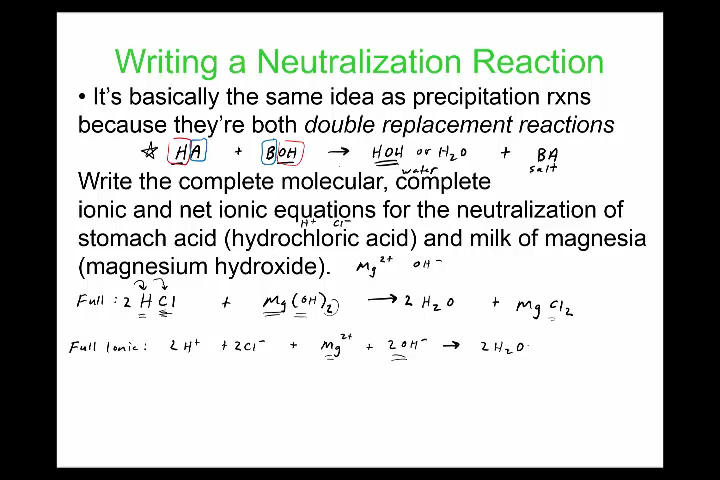 Writing a Neutralization Reaction
• It's basically the same idea as precipitation rxns
because they're both double replacement reactions
☆ HA + BOH → HOH or H₂O + BA
water salt
Write the complete molecular, complete
ionic and net ionic equations for the neutralization of
H⁺ Cl⁻
stomach acid (hydrochloric acid) and milk of magnesia
(magnesium hydroxide). Mg²⁺ OH⁻
Full: 2 HCl + Mg(OH)₂ → 2 H₂O + MgCl₂
Full Ionic: 2H⁺ + 2Cl⁻ + Mg²⁺ + 2OH⁻ → 2H₂O